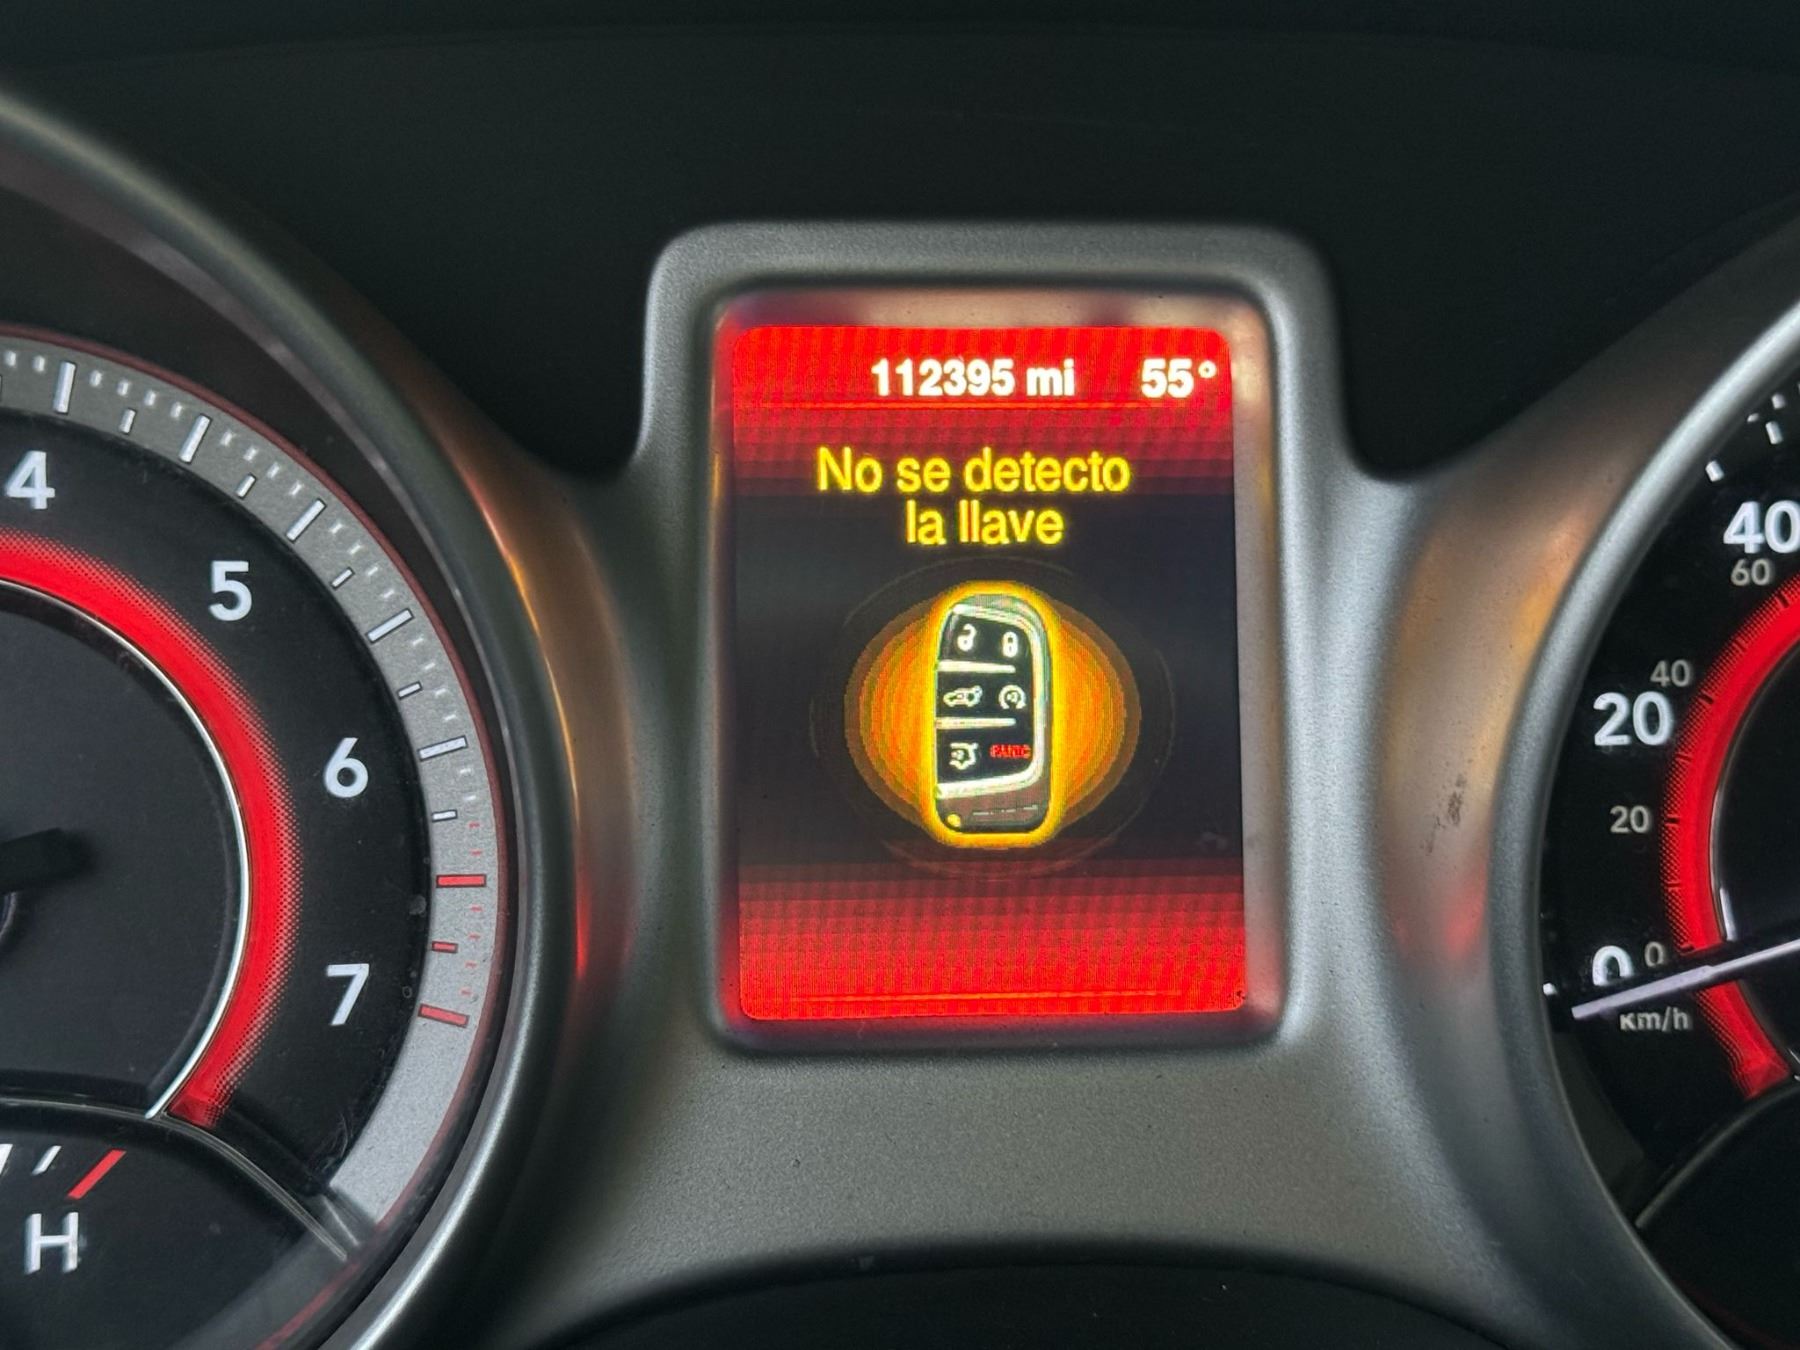 112395 mi 55°
No se detecto
la llave
PANIC
4
5
6
7
H
40
60
40
20
20
0
0
km/h